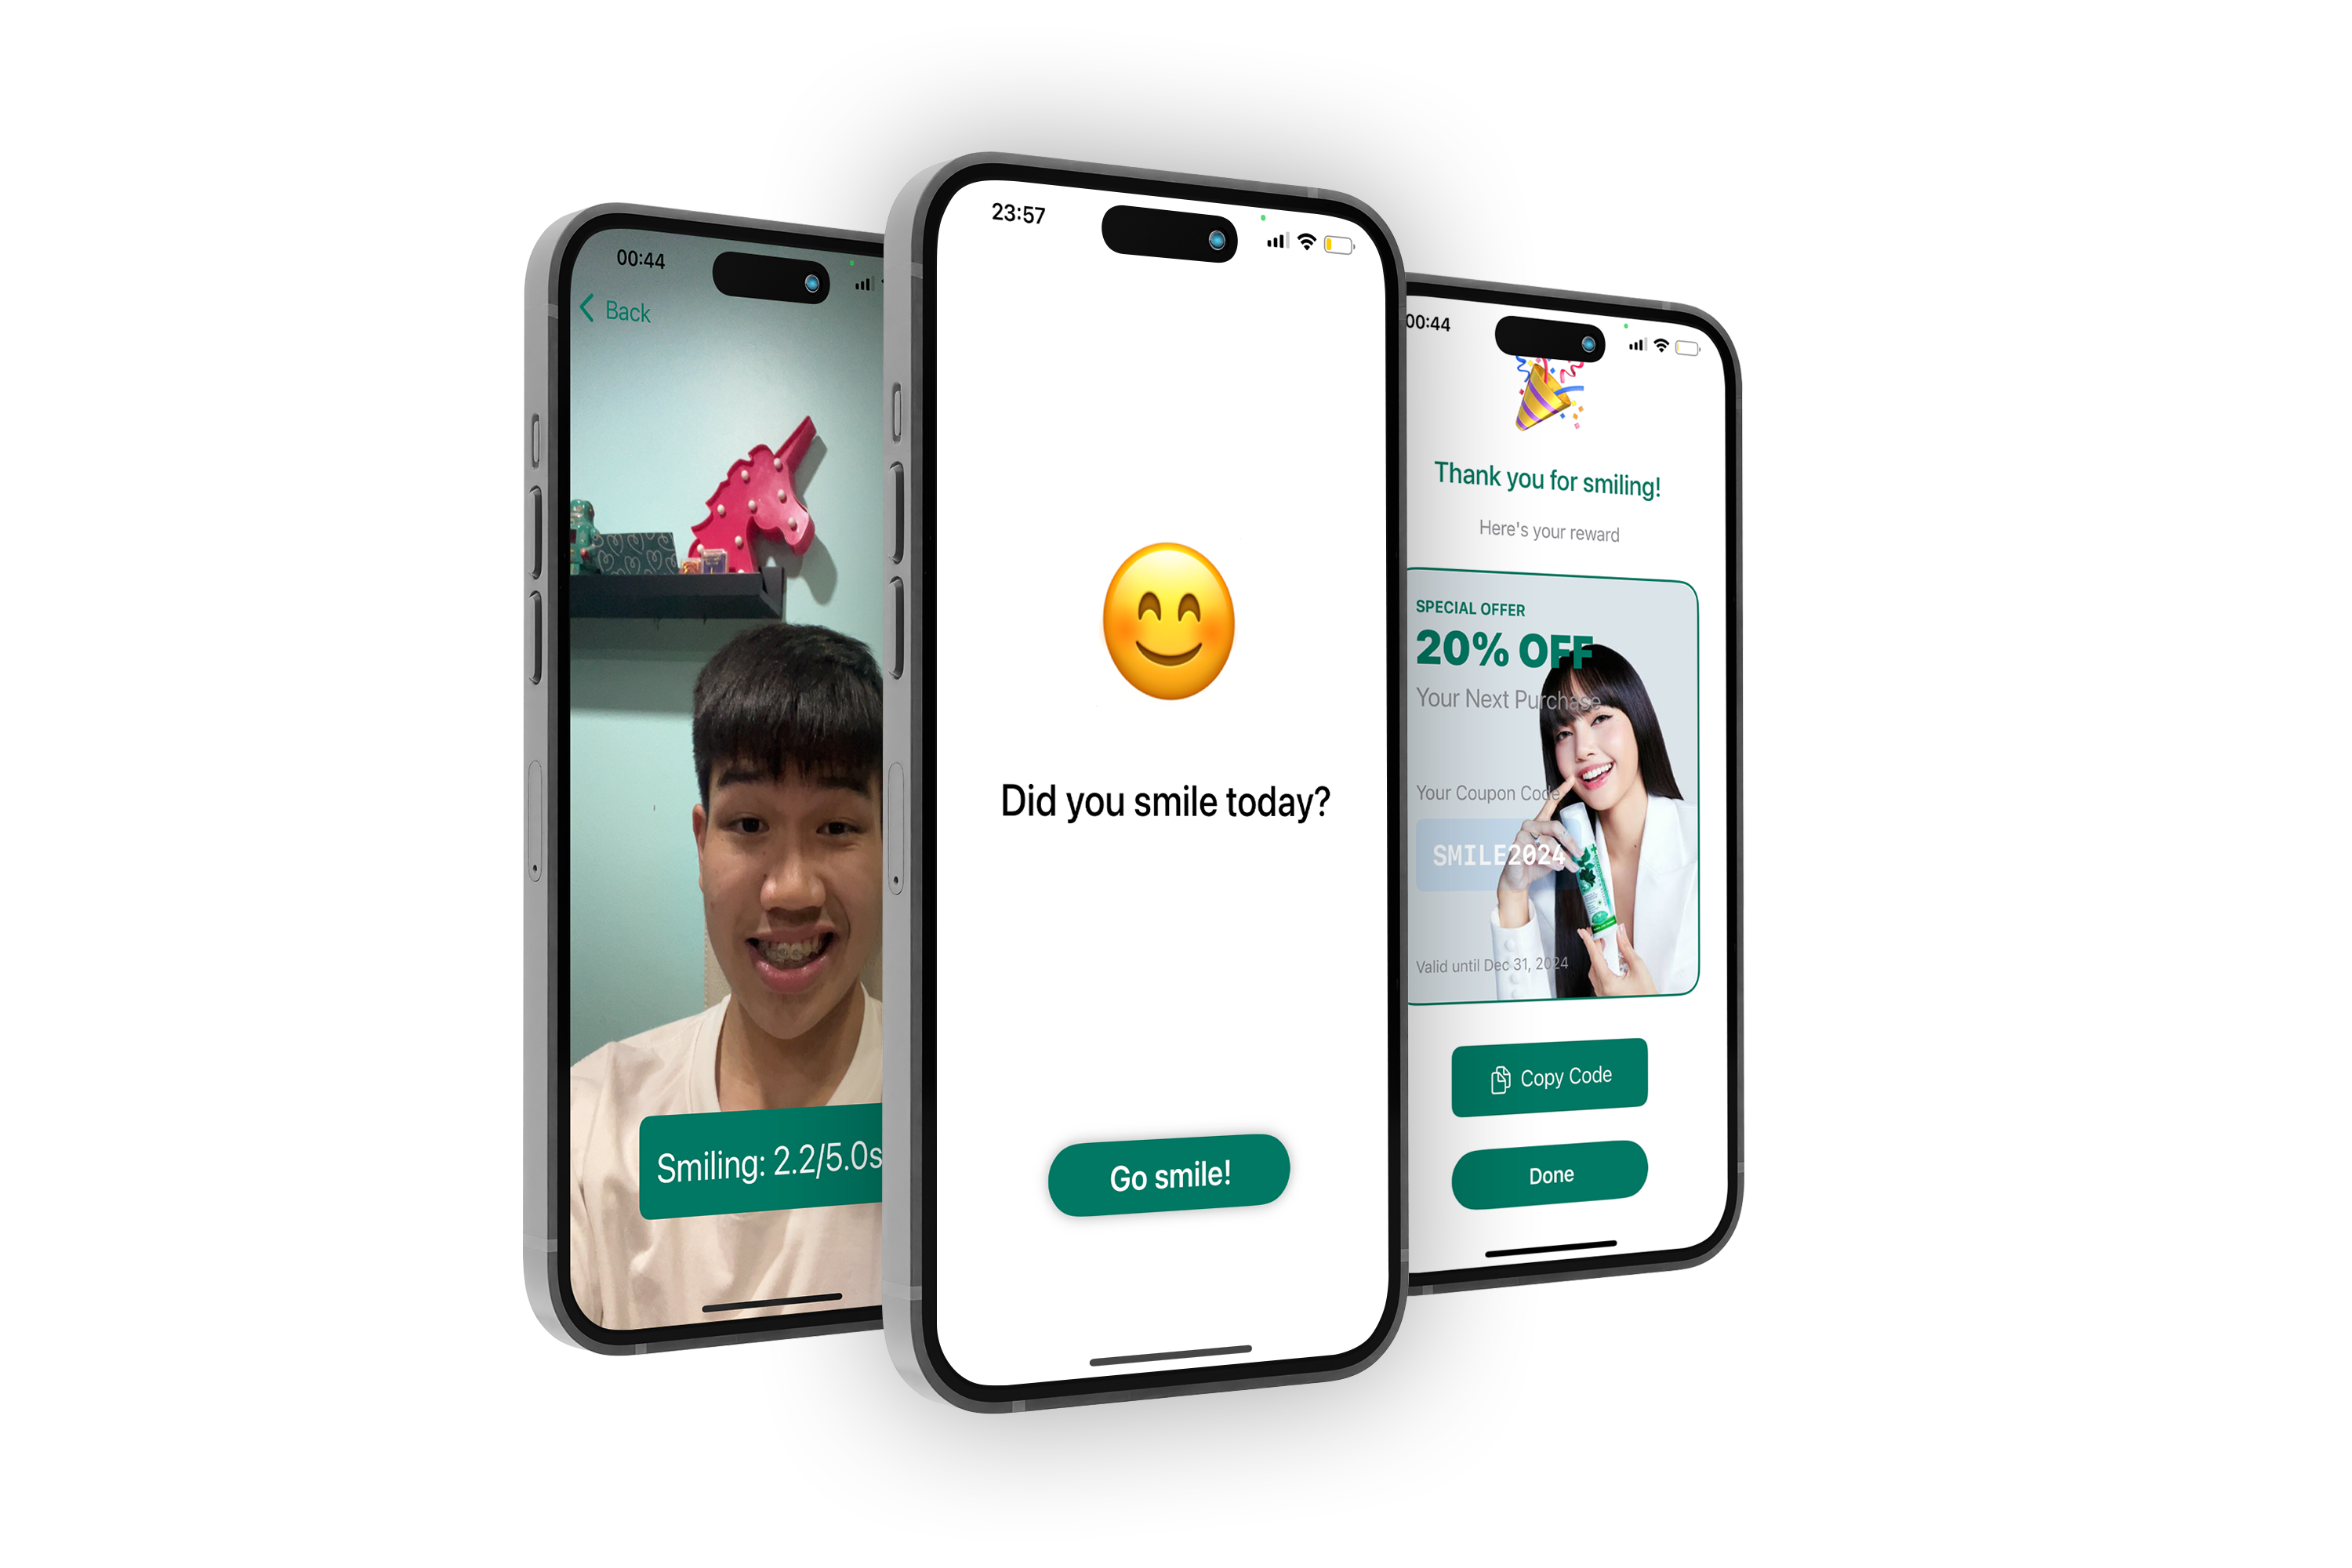 00:44
Back
Smiling: 2.2/5.0s
23:57
Did you smile today?
Go smile!
00:44
Thank you for smiling!
Here's your reward
SPECIAL OFFER
20% OFF
Your Next Purchase
Your Coupon Code
SMILE2024
Valid until Dec 31, 2024
Copy Code
Done